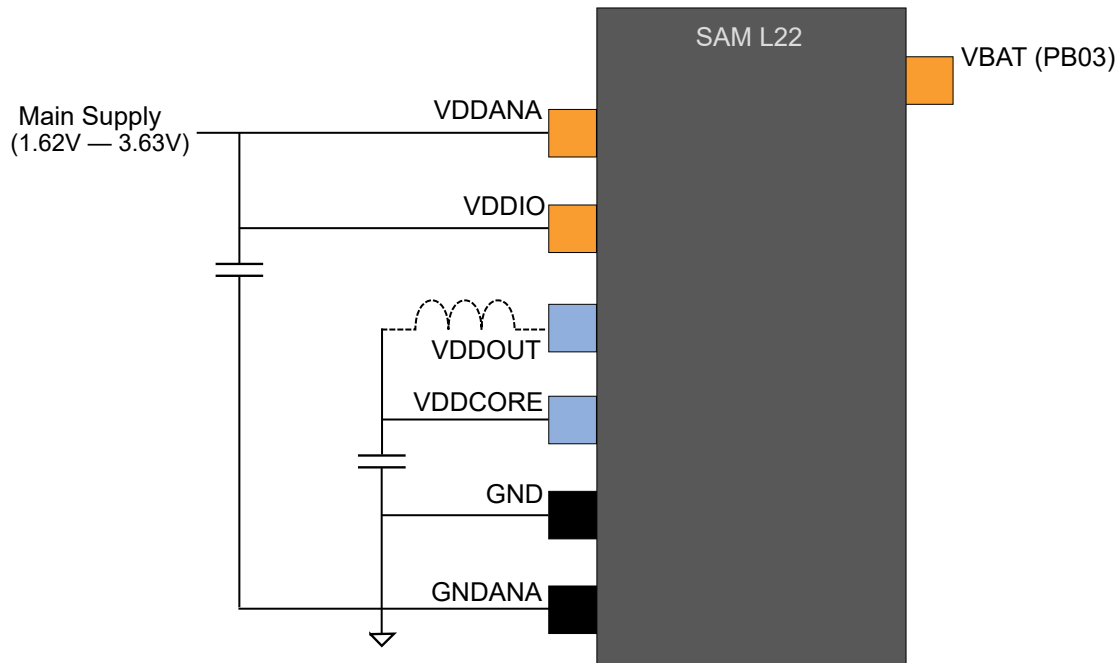 SAM L22
VBAT (PB03)
VDDANA
Main Supply
(1.62V — 3.63V)
VDDIO
VDDOUT
VDDCORE
GND
GNDANA